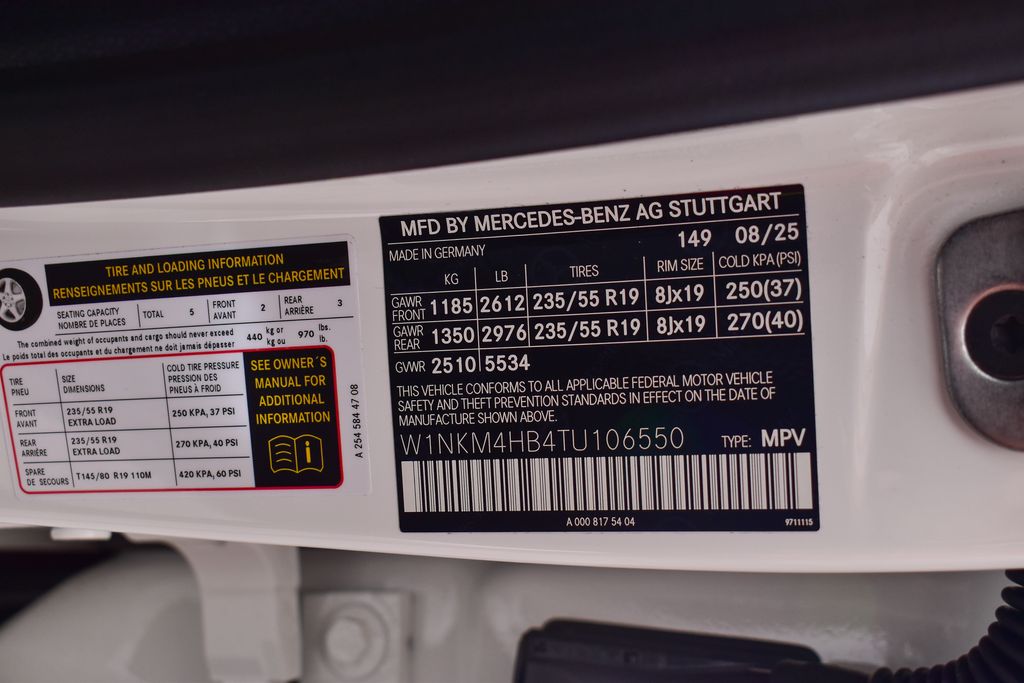 TIRE AND LOADING INFORMATION
RENSEIGNEMENTS SUR LES PNEUS ET LE CHARGEMENT
SEATING CAPACITY
NOMBRE DE PLACES
TOTAL 5
FRONT
AVANT 2
REAR
ARRIÈRE 3
The combined weight of occupants and cargo should never exceed
Le poids total des occupants et du chargement ne doit jamais dépasser
440 kg or
kg ou
970 lbs.
lb.
TIRE
PNEU
SIZE
DIMENSIONS
COLD TIRE PRESSURE
PRESSION DES
PNEUS À FROID
FRONT
AVANT
235/55 R19
EXTRA LOAD
250 KPA, 37 PSI
REAR
ARRIÈRE
235/55 R19
EXTRA LOAD
270 KPA, 40 PSI
SPARE
DE SECOURS
T145/80 R19 110M
420 KPA, 60 PSI
SEE OWNER´S
MANUAL FOR
ADDITIONAL
INFORMATION
A 254 584 47 08
MFD BY MERCEDES-BENZ AG STUTTGART
MADE IN GERMANY
149 08/25
KG LB TIRES RIM SIZE COLD KPA(PSI)
GAWR
FRONT 1185 2612 235/55 R19 8Jx19 250(37)
GAWR
REAR 1350 2976 235/55 R19 8Jx19 270(40)
GVWR 2510 5534
THIS VEHICLE CONFORMS TO ALL APPLICABLE FEDERAL MOTOR VEHICLE
SAFETY AND THEFT PREVENTION STANDARDS IN EFFECT ON THE DATE OF
MANUFACTURE SHOWN ABOVE.
W1NKM4HB4TU106550 TYPE: MPV
A 000 817 54 04
9711115